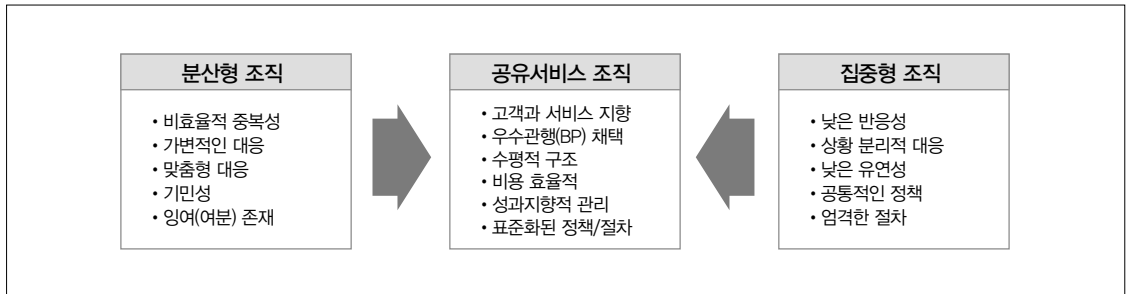 분산형 조직
• 비효율적 중복성
• 가변적인 대응
• 맞춤형 대응
• 기민성
• 잉여(여분) 존재
공유서비스 조직
• 고객과 서비스 지향
• 우수관행(BP) 채택
• 수평적 구조
• 비용 효율적
• 성과지향적 관리
• 표준화된 정책/절차
집중형 조직
• 낮은 반응성
• 상황 분리적 대응
• 낮은 유연성
• 공통적인 정책
• 엄격한 절차